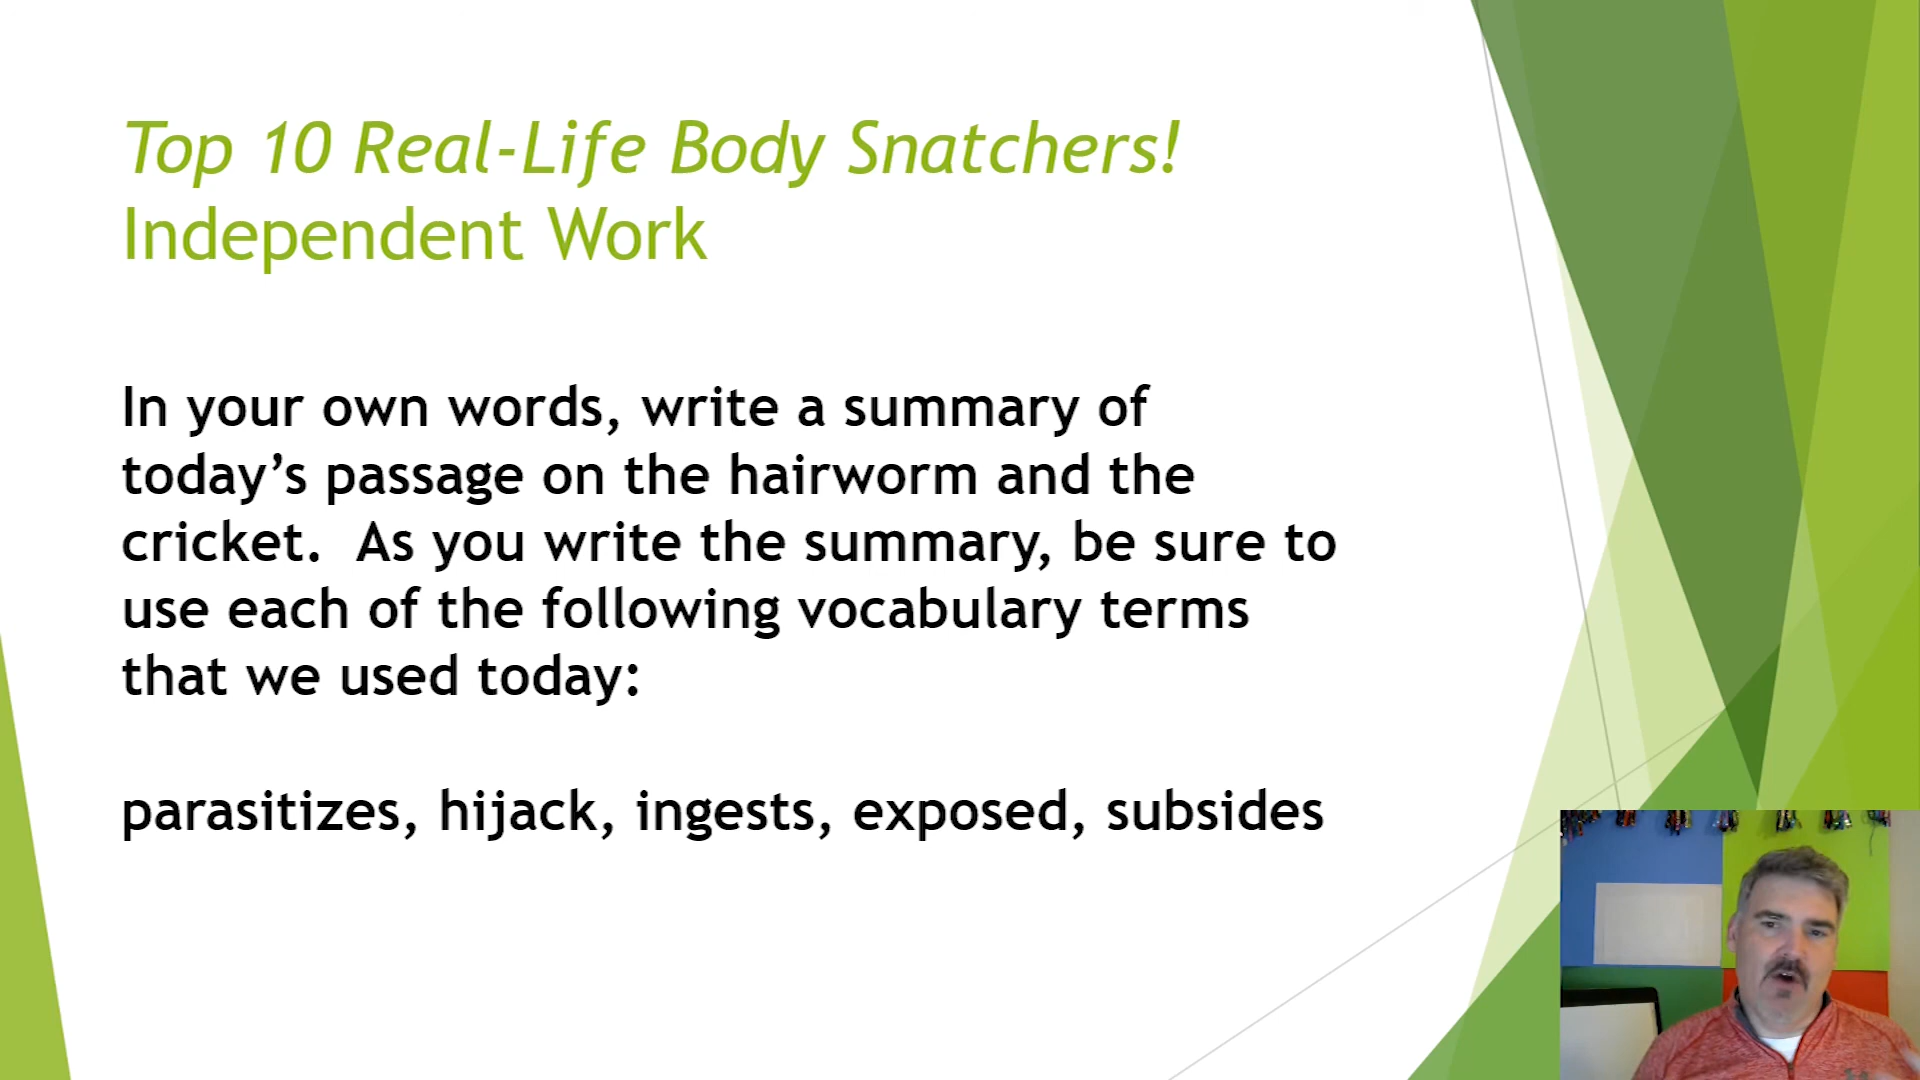 Top 10 Real-Life Body Snatchers!
Independent Work
In your own words, write a summary of
today’s passage on the hairworm and the
cricket.  As you write the summary, be sure to
use each of the following vocabulary terms
that we used today:
parasitizes, hijack, ingests, exposed, subsides